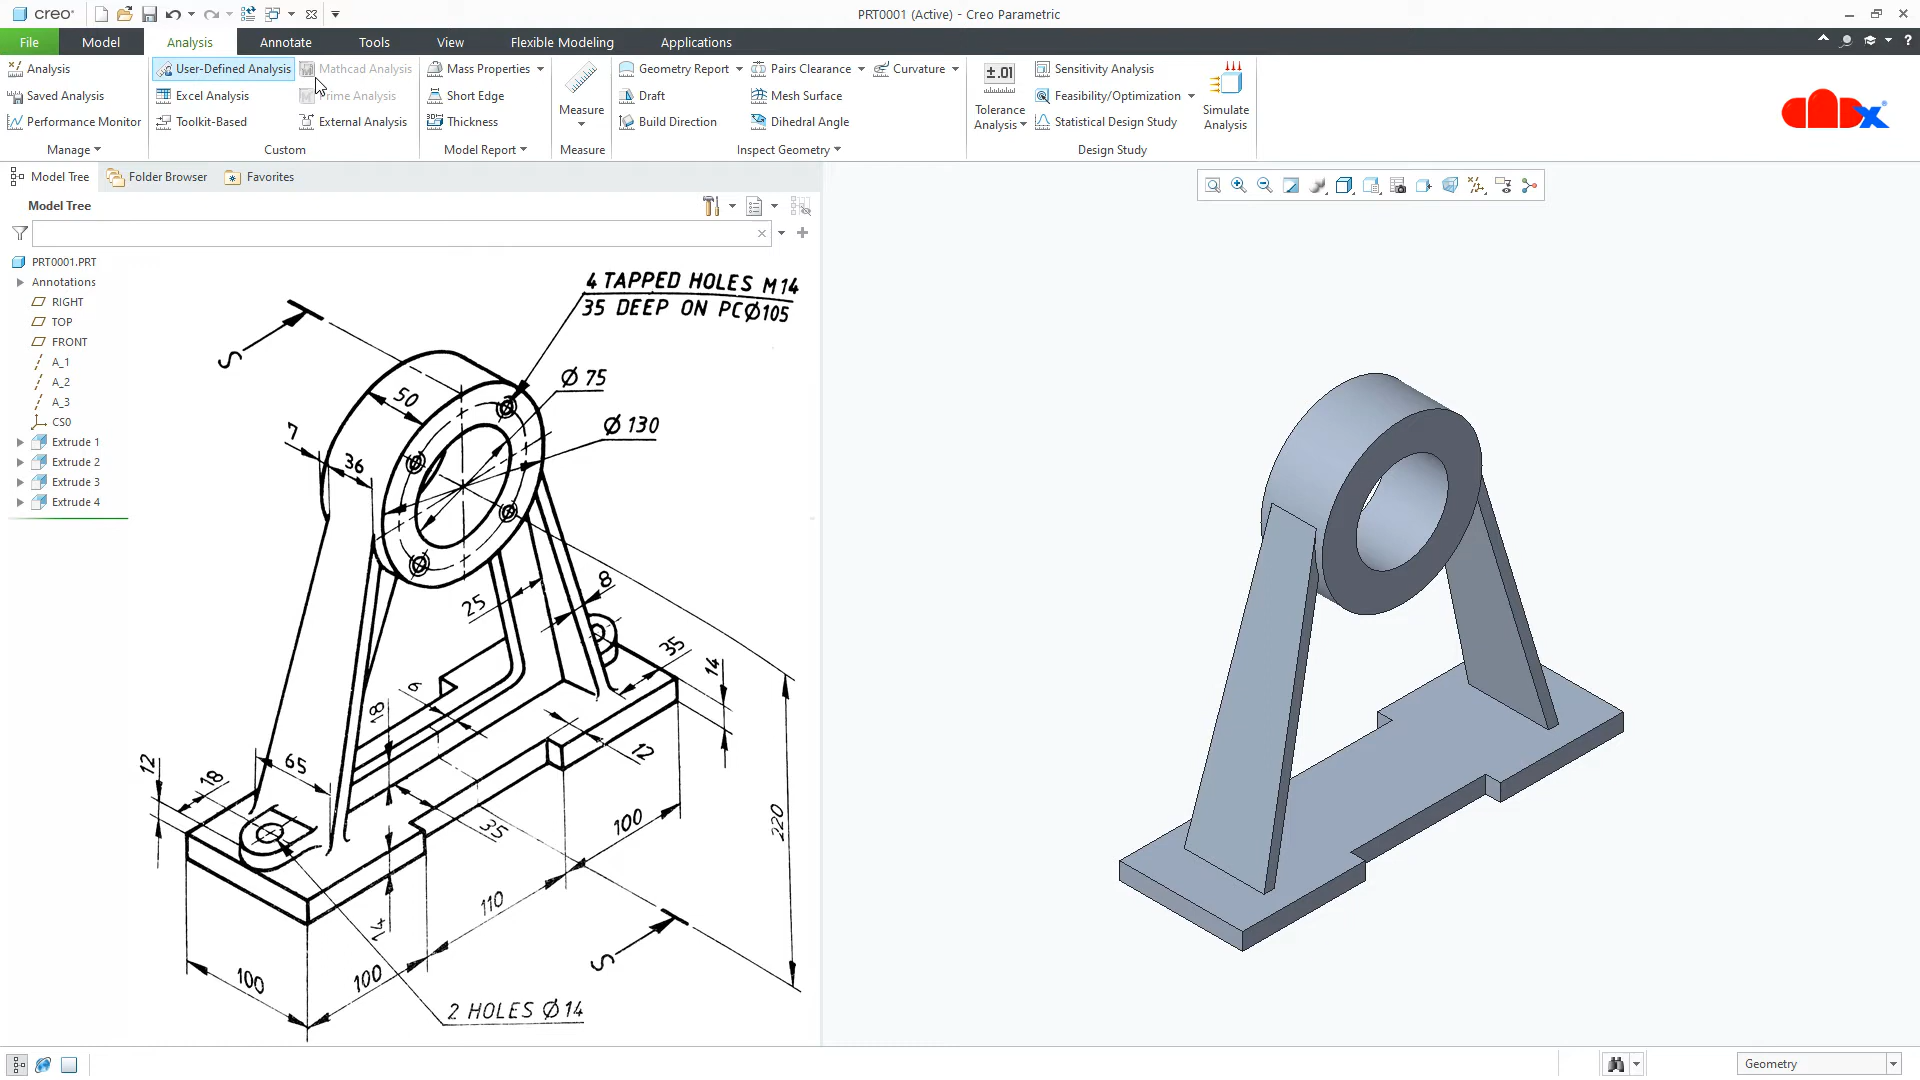 creo
PRT0001 (Active) - Creo Parametric
File Model Analysis Annotate Tools View Flexible Modeling Applications
Analysis
Saved Analysis
Performance Monitor
Manage
User-Defined Analysis
Excel Analysis
Toolkit-Based
Mathcad Analysis
Prime Analysis
External Analysis
Custom
Mass Properties
Short Edge
Thickness
Model Report
Measure
Measure
Geometry Report
Draft
Build Direction
Pairs Clearance
Mesh Surface
Dihedral Angle
Curvature
Inspect Geometry
±.01
Tolerance
Analysis
Sensitivity Analysis
Feasibility/Optimization
Statistical Design Study
Simulate
Analysis
Design Study
Model Tree Folder Browser Favorites
Model Tree
PRT0001.PRT
Annotations
RIGHT
TOP
FRONT
A_1
A_2
A_3
CS0
Extrude 1
Extrude 2
Extrude 3
Extrude 4
4 TAPPED HOLES M14
35 DEEP ON PCØ105
S
Ø 75
50
Ø 130
7
36
25
8
35
14
6
18
12
65
12
18
35
100
220
110
14
S
100
100
2 HOLES Ø14
Geometry